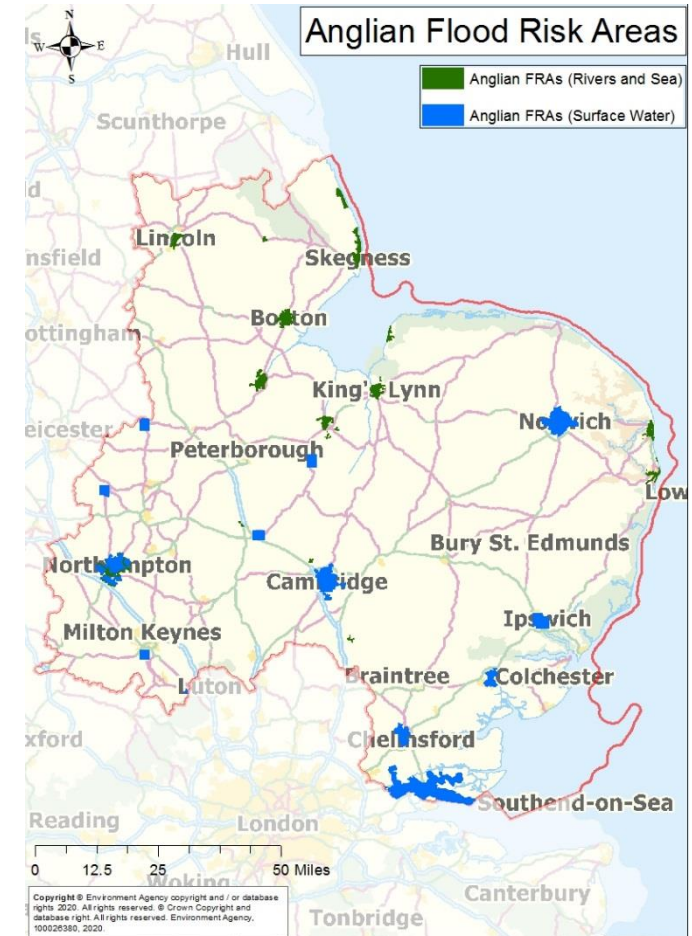 Anglian Flood Risk Areas
N
W E
S
Anglian FRAs (Rivers and Sea)
Anglian FRAs (Surface Water)
ds
Hull
Scunthorpe
d
Lincoln
nsfield
Skegness
ottingham
Boston
King's Lynn
eicester
Norwich
Peterborough
Low
Bury St. Edmunds
Northampton
Cambridge
Ipswich
Milton Keynes
Braintree
Colchester
Luton
xford
Chelmsford
Southend-on-Sea
Reading
London
0 12.5 25 50 Miles
Woking
Canterbury
Tonbridge
Copyright © Environment Agency copyright and / or database
rights 2020. All rights reserved. © Crown Copyright and
database right. All rights reserved. Environment Agency,
100026380, 2020.